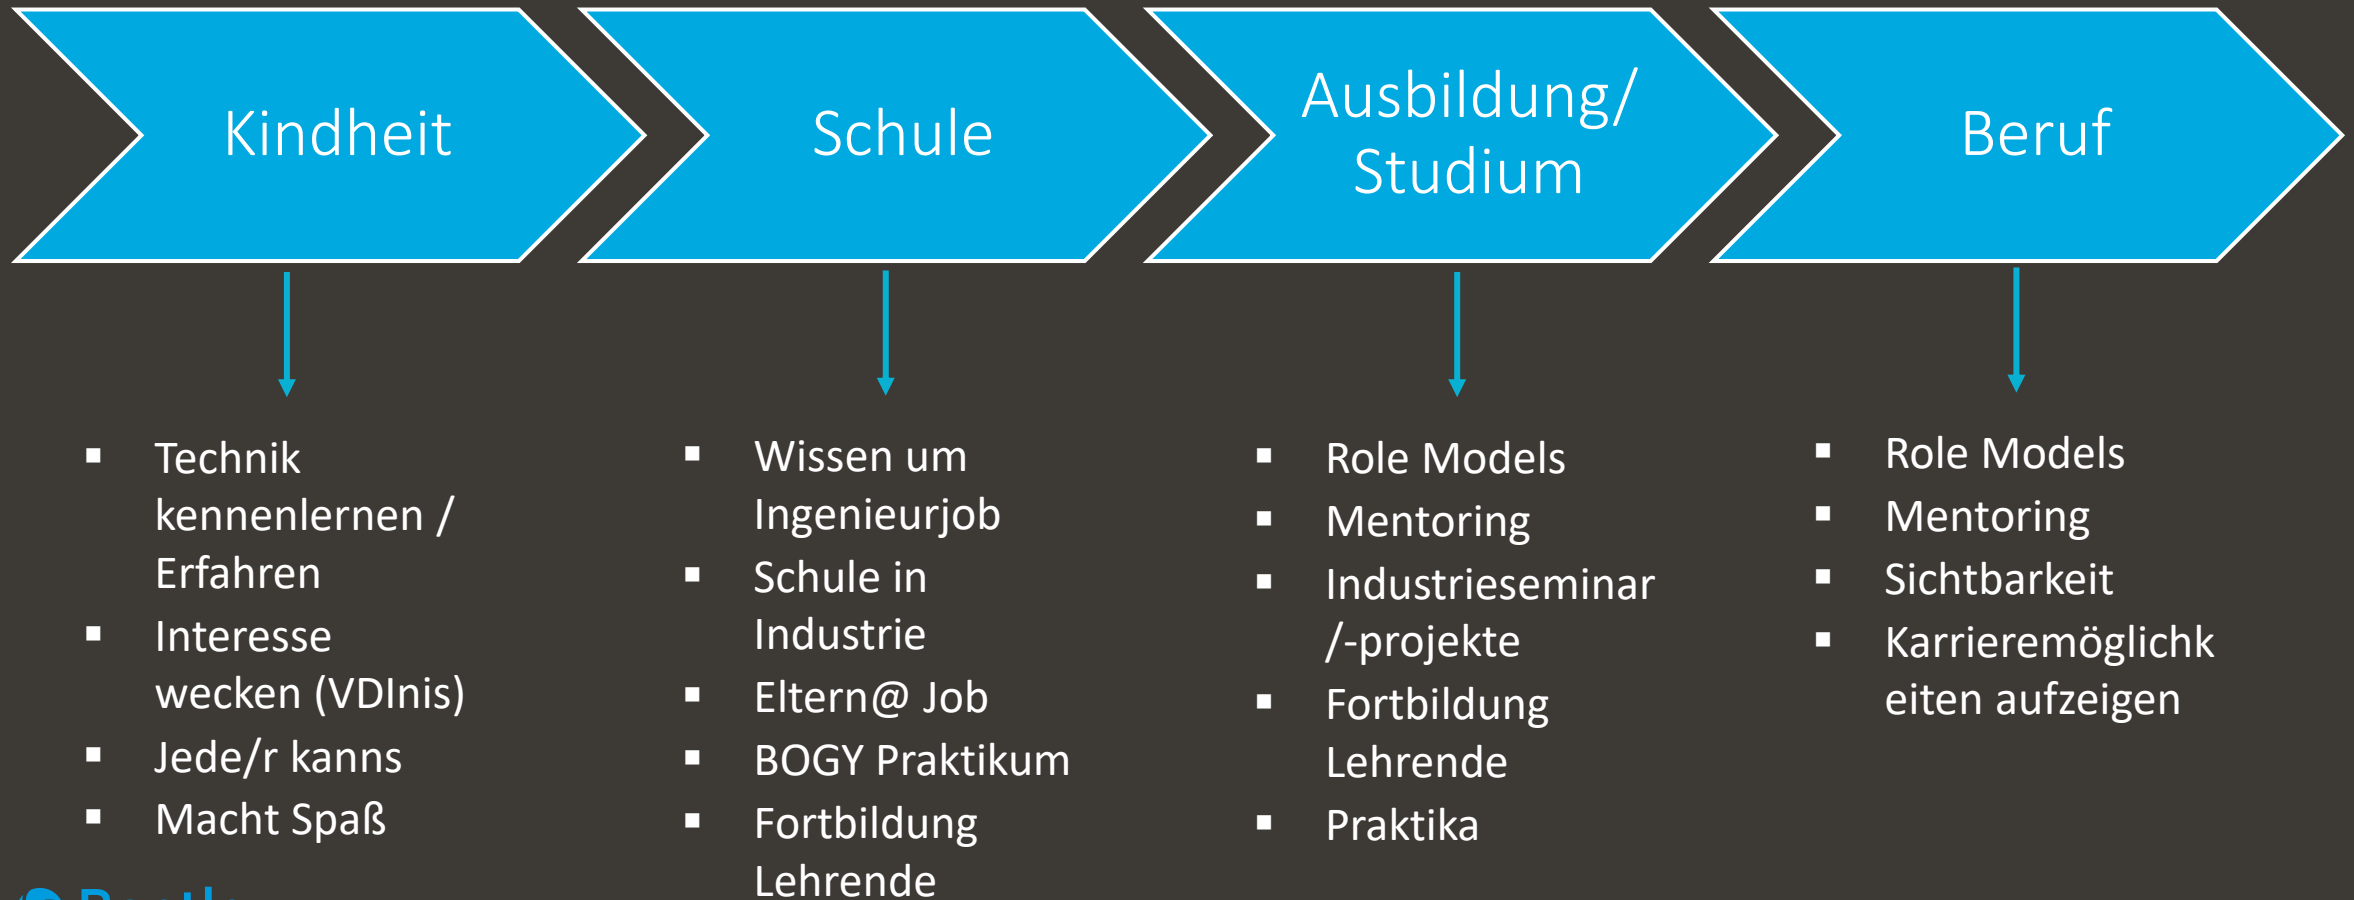 Kindheit
Schule
Ausbildung/
Studium
Beruf
Technik
kennenlernen /
Erfahren
Interesse
wecken (VDInis)
Jede/r kanns
Macht Spaß
Wissen um
Ingenieurjob
Schule in
Industrie
Eltern@ Job
BOGY Praktikum
Fortbildung
Lehrende
Role Models
Mentoring
Industrieseminar
/-projekte
Fortbildung
Lehrende
Praktika
Role Models
Mentoring
Sichtbarkeit
Karrieremöglichk
eiten aufzeigen